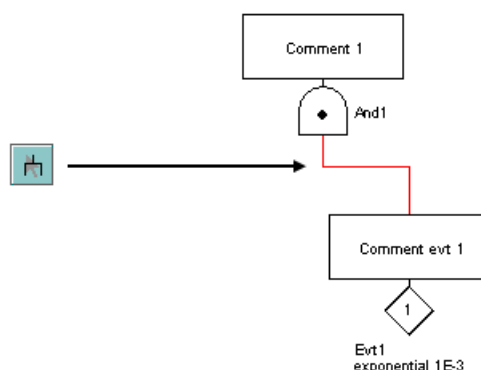 Comment 1
And1
Comment evt 1
1
Evt1
exponential 1E-3